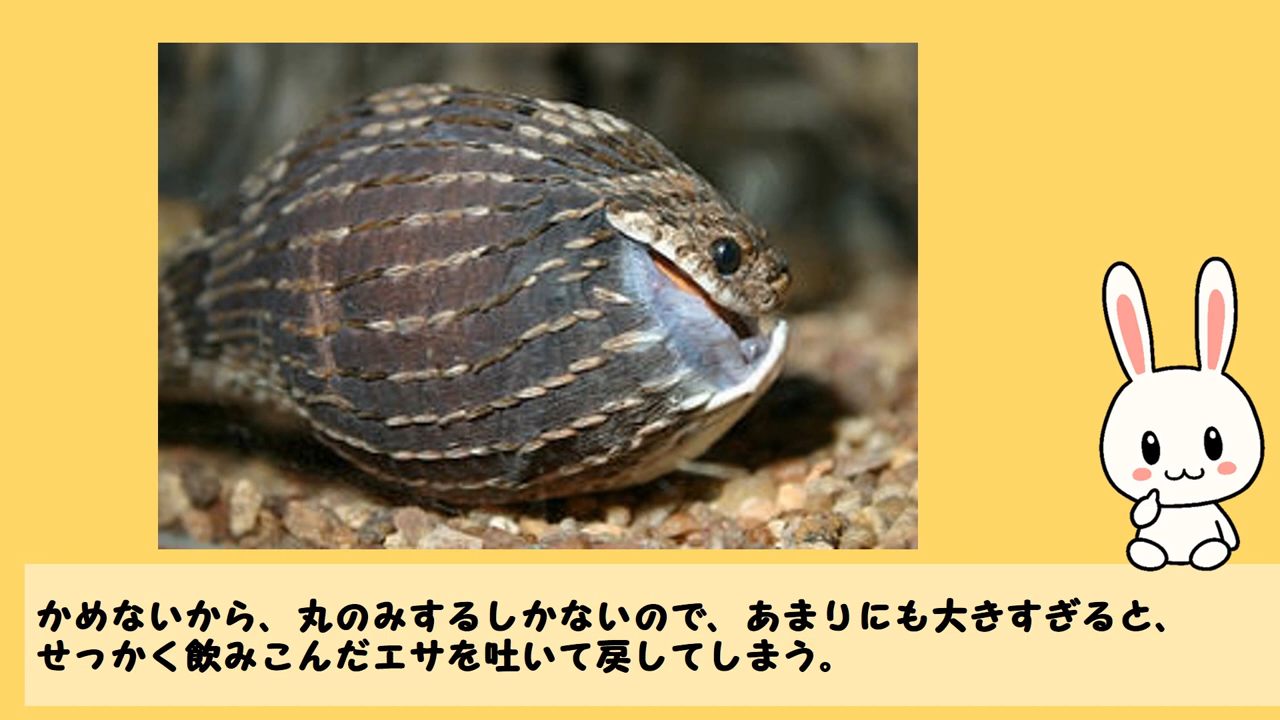 かめないから、丸のみするしかないので、あまりにも大きすぎると、
せっかく飲みこんだエサを吐いて戻してしまう。